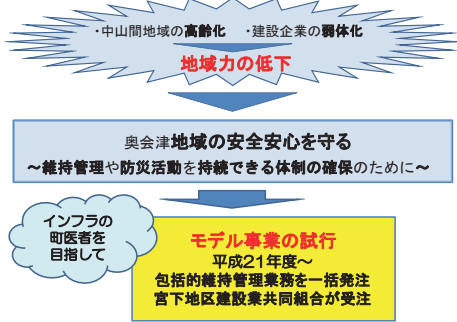 ・中山間地域の高齢化　・建設企業の弱体化
地域力の低下
奥会津地域の安全安心を守る
～維持管理や防災活動を持続できる体制の確保のために～
インフラの
町医者を
目指して
モデル事業の試行
平成21年度～
包括的維持管理業務を一括発注
宮下地区建設業共同組合が受注